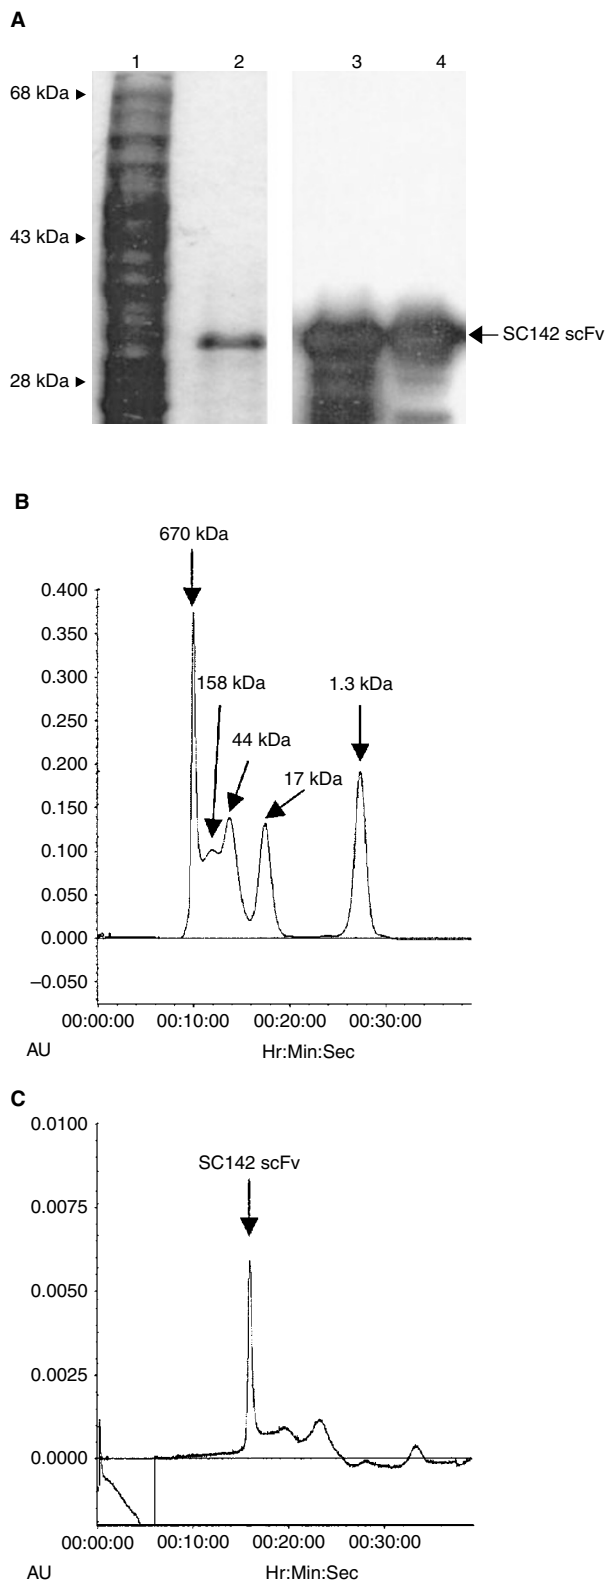 A
1 2 3 4
68 kDa
43 kDa
SC142 scFv
28 kDa
B
670 kDa
0.400
0.350
0.300
158 kDa
1.3 kDa
0.250
44 kDa
0.200
17 kDa
0.150
0.100
0.050
0.000
–0.050
00:00:00 00:10:00 00:20:00 00:30:00
AU
Hr:Min:Sec
C
0.0100
SC142 scFv
0.0075
0.0050
0.0025
0.0000
00:00:00 00:10:00 00:20:00 00:30:00
AU
Hr:Min:Sec